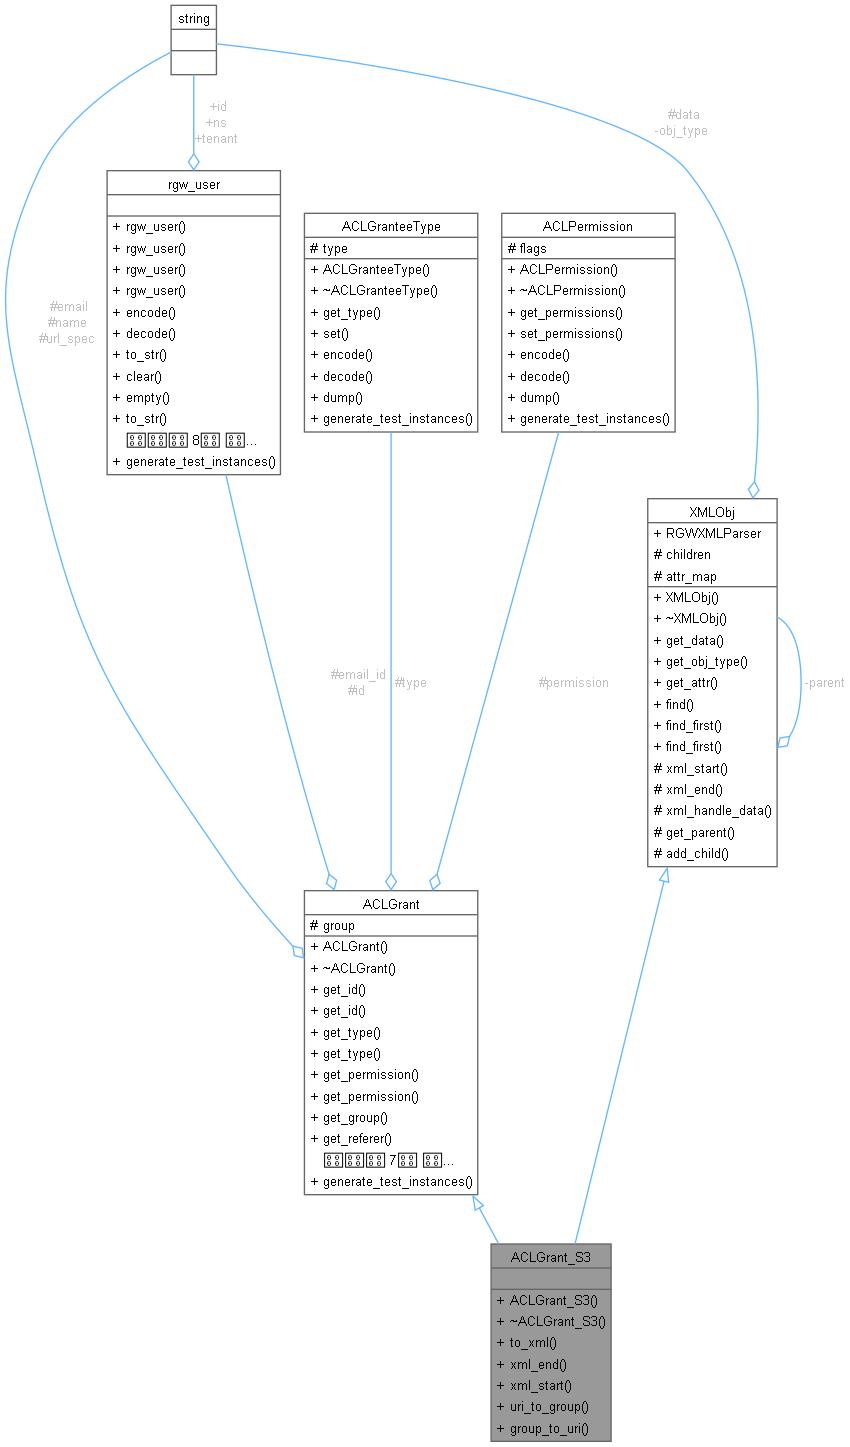 string
+id
+ns
+tenant
#data
-obj_type
#email
#name
#url_spec
rgw_user
+ rgw_user()
+ rgw_user()
+ rgw_user()
+ rgw_user()
+ encode()
+ decode()
+ to_str()
+ clear()
+ empty()
+ to_str()
8
...
+ generate_test_instances()
ACLGranteeType
# type
+ ACLGranteeType()
+ ~ACLGranteeType()
+ get_type()
+ set()
+ encode()
+ decode()
+ dump()
+ generate_test_instances()
ACLPermission
# flags
+ ACLPermission()
+ ~ACLPermission()
+ get_permissions()
+ set_permissions()
+ encode()
+ decode()
+ dump()
+ generate_test_instances()
XMLObj
+ RGWXMLParser
# children
# attr_map
+ XMLObj()
+ ~XMLObj()
+ get_data()
+ get_obj_type()
+ get_attr()
+ find()
+ find_first()
+ find_first()
# xml_start()
# xml_end()
# xml_handle_data()
# get_parent()
# add_child()
-parent
#email_id
#id
#type
#permission
ACLGrant
# group
+ ACLGrant()
+ ~ACLGrant()
+ get_id()
+ get_id()
+ get_type()
+ get_type()
+ get_permission()
+ get_permission()
+ get_group()
+ get_referer()
7
...
+ generate_test_instances()
ACLGrant_S3
+ ACLGrant_S3()
+ ~ACLGrant_S3()
+ to_xml()
+ xml_end()
+ xml_start()
+ uri_to_group()
+ group_to_uri()